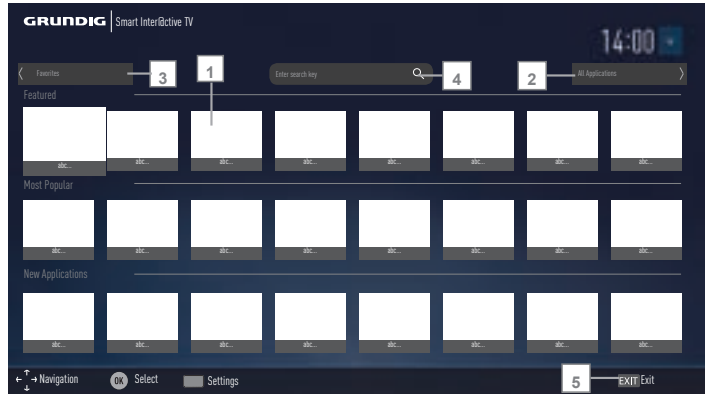 GRUNDIG Smart Inter@ctive TV
14:00
Favorites 3 1 Enter search key 4 2 All Applications
Featured
abc... abc... abc... abc... abc... abc... abc... abc...
Most Popular
abc... abc... abc... abc... abc... abc... abc... abc...
New Applications
abc... abc... abc... abc... abc... abc... abc... abc...
Navigation OK Select Settings 5 EXIT Exit